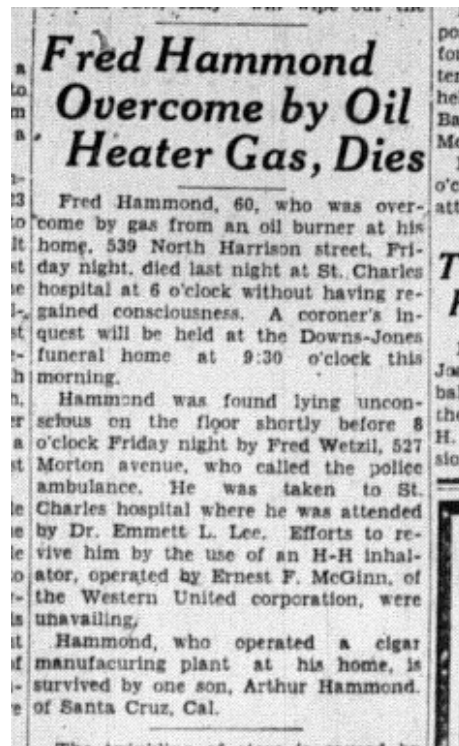 Fred Hammond
Overcome by Oil
Heater Gas, Dies
Fred Hammond, 60, who was over-
come by gas from an oil burner at his
home, 539 North Harrison street, Fri-
day night, died last night at St. Charles
hospital at 6 o'clock without having re-
gained consciousness. A coroner's in-
quest will be held at the Downs-Jones
funeral home at 9:30 o'clock this
morning.
Hammond was found lying uncon-
scious on the floor shortly before 8
o'clock Friday night by Fred Wetzil, 527
Morton avenue, who called the police
ambulance. He was taken to St.
Charles hospital where he was attended
by Dr. Emmett L. Lee. Efforts to re-
vive him by the use of an H-H inhal-
ator, operated by Ernest F. McGinn, of
the Western United corporation, were
unavailing.
Hammond, who operated a cigar
manufacuring plant at his home, is
survived by one son, Arthur Hammond.
of Santa Cruz, Cal.